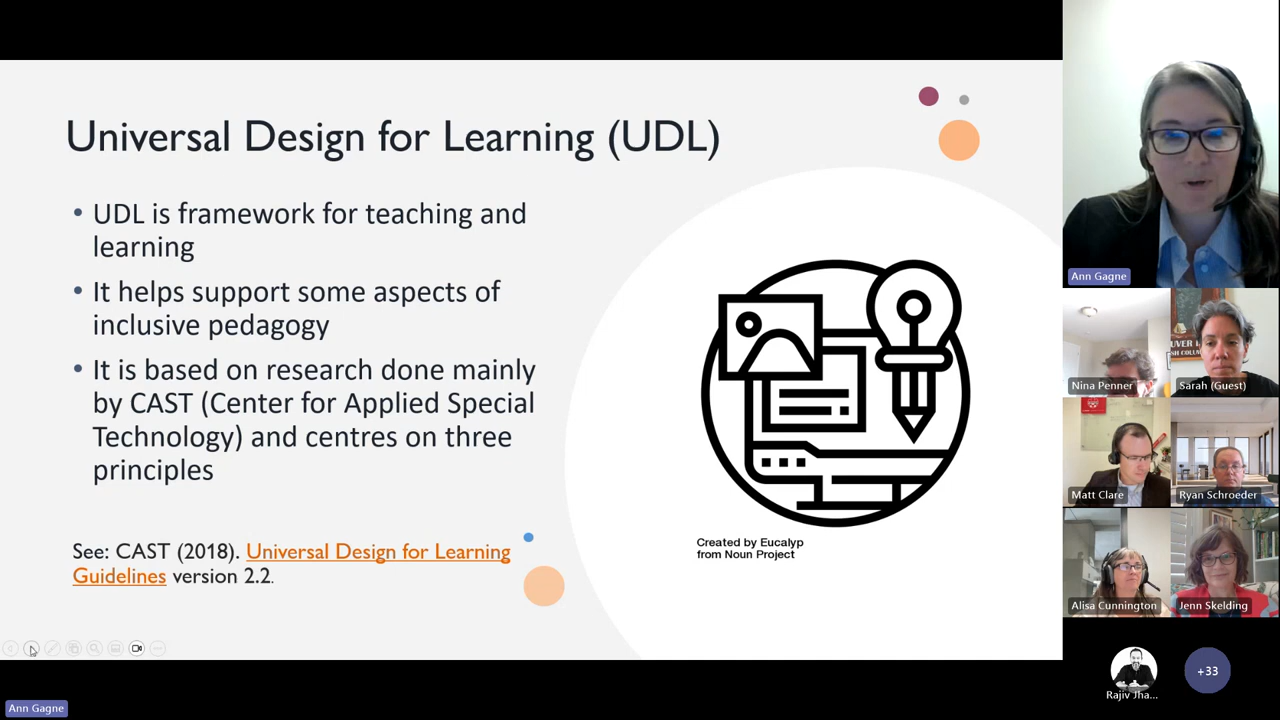 Universal Design for Learning (UDL)
• UDL is framework for teaching and
learning
• It helps support some aspects of
inclusive pedagogy
• It is based on research done mainly
by CAST (Center for Applied Special
Technology) and centres on three
principles
See: CAST (2018). Universal Design for Learning
Guidelines version 2.2.
Created by Eucalyp
from Noun Project
Ann Gagne
Nina Penner
Sarah (Guest)
Matt Clare
Ryan Schroeder
Alisa Cunnington
Jenn Skelding
Rajiv Jha...
+33
Ann Gagne